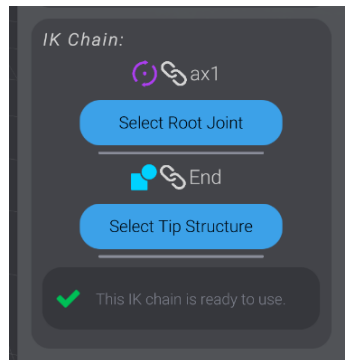 IK Chain:
ax1
Select Root Joint
End
Select Tip Structure
This IK chain is ready to use.